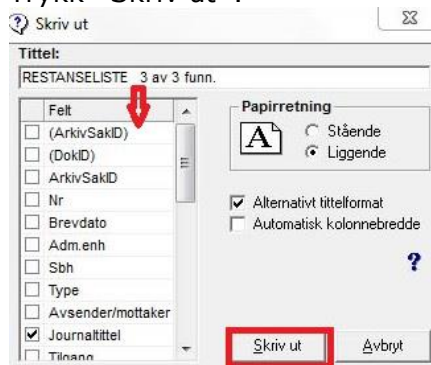 Trykk "Skriv ut".
Skriv ut
Tittel:
RESTANSELISTE 3 av 3 funn.
Felt
(ArkivSakID)
(DokID)
ArkivSakID
Nr
Brevdato
Adm.enh
Sbh
Type
Avsender/mottaker
Journaltittel
Tilgang
Papirretning
A
Stående
Liggende
Alternativt tittelformat
Automatisk kolonnebredde
?
Skriv ut
Avbryt